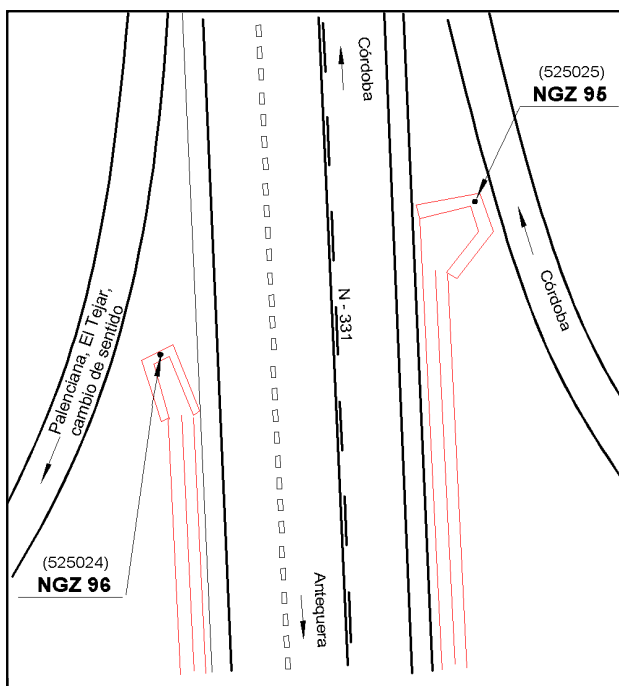 Córdoba
(525025)
NGZ 95
Córdoba
N - 331
Palenciana, El Tejar,
cambio de sentido
(525024)
NGZ 96
Antequera